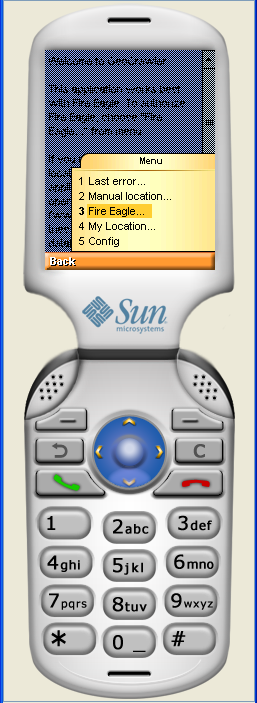 Welcome to GeoCrawler
This application works best
with Fire Eagle. To authorize
Fire Eagle, choose "Fire
Eagle..." from menu.
If you
Menu
1 Last error...
2 Manual location...
3 Fire Eagle...
4 My Location...
5 Config
Back
Sun
microsystems
C
1
2abc
3def
4ghi
5jkl
6mno
7pqrs
8tuv
9wxyz
*
0 _
#